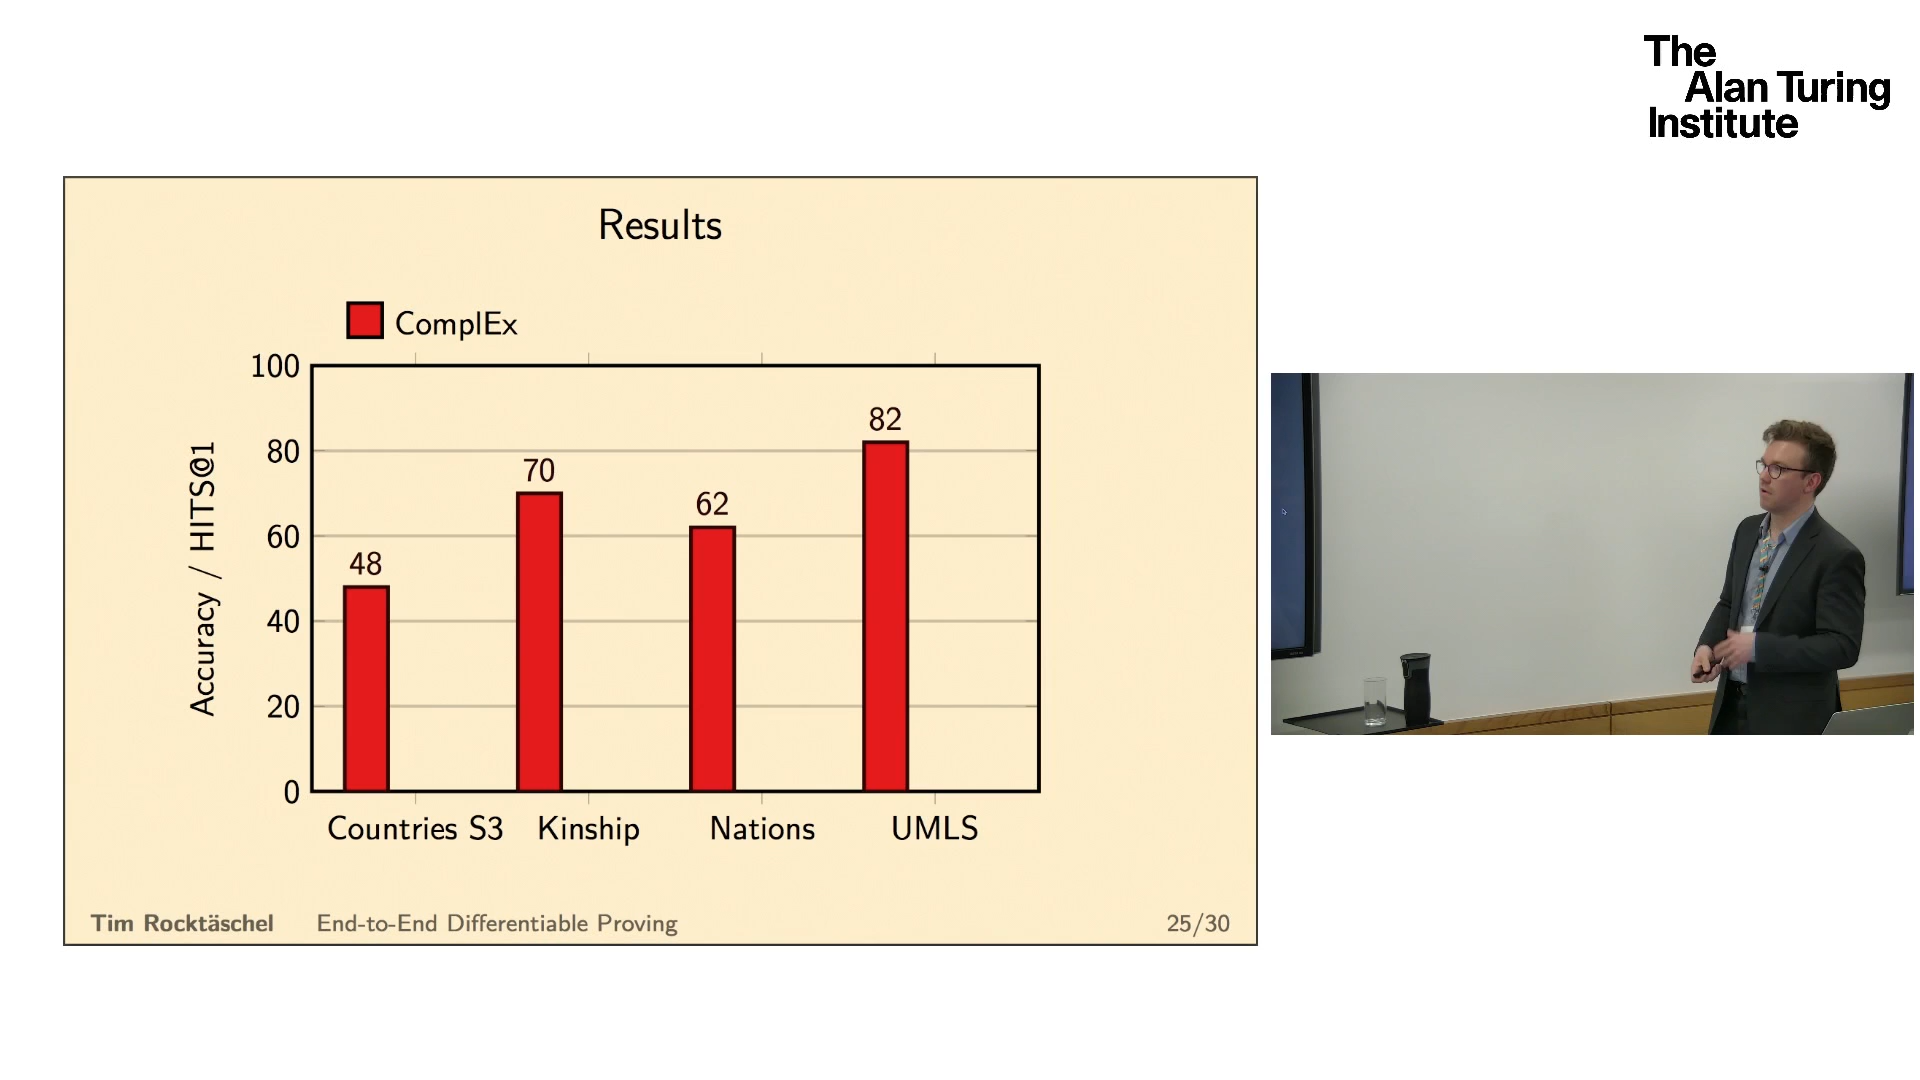 The
Alan Turing
Institute
Results
ComplEx
100
80
60
40
20
0
Accuracy / HITS@1
48
70
62
82
Countries S3
Kinship
Nations
UMLS
Tim Rocktäschel End-to-End Differentiable Proving 25/30